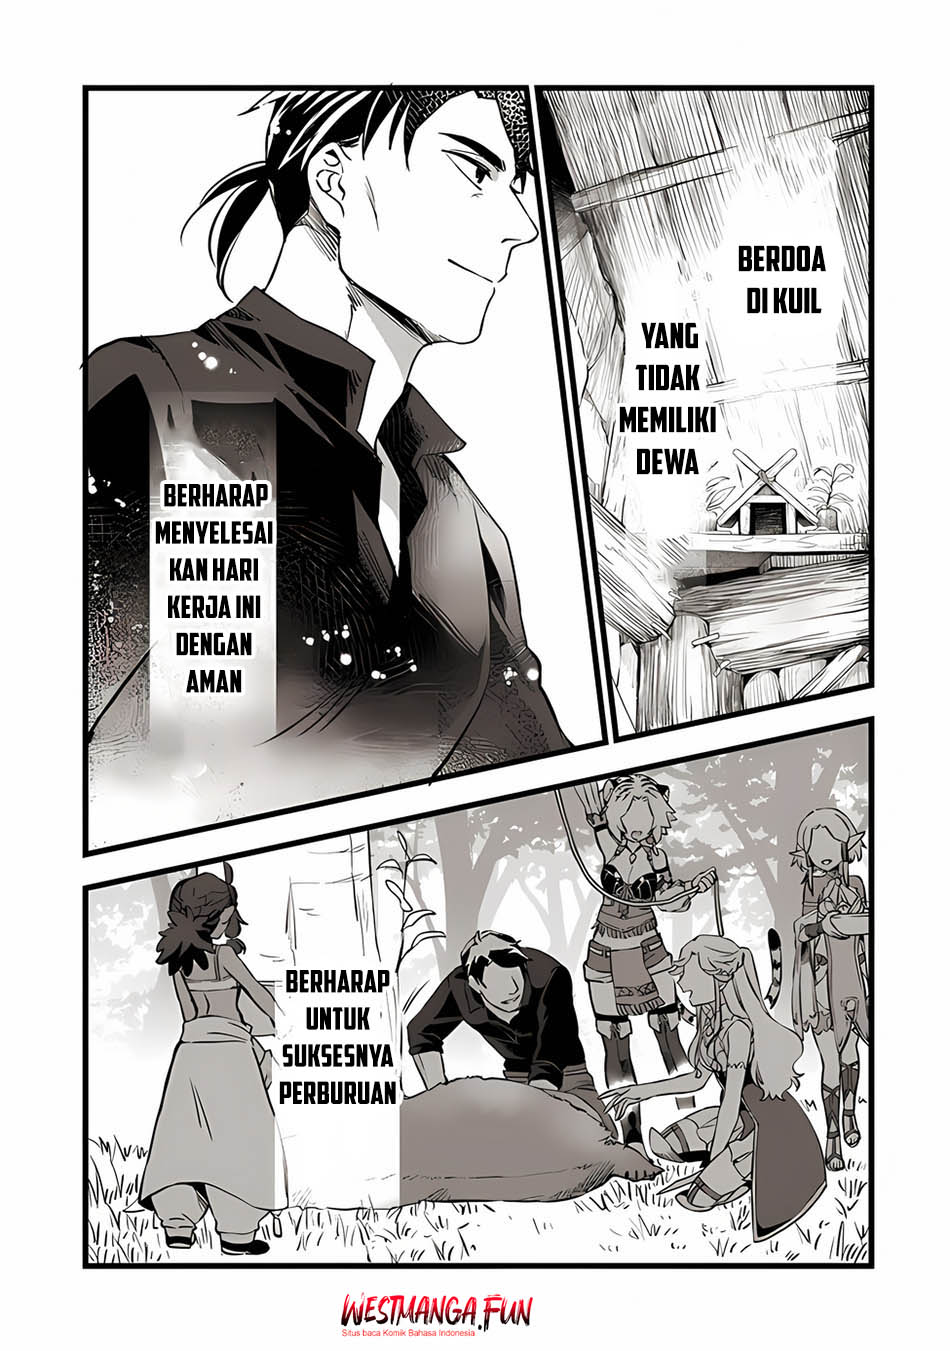 BERDOA
DI KUIL
YANG
TIDAK
MEMILIKI
DEWA
BERHARAP
MENYELESAI
KAN HARI
KERJA INI
DENGAN
AMAN
BERHARAP
UNTUK
SUKSESNYA
PERBURUAN
WESTMANGA.FUN
Situs baca Komik Bahasa Indonesia